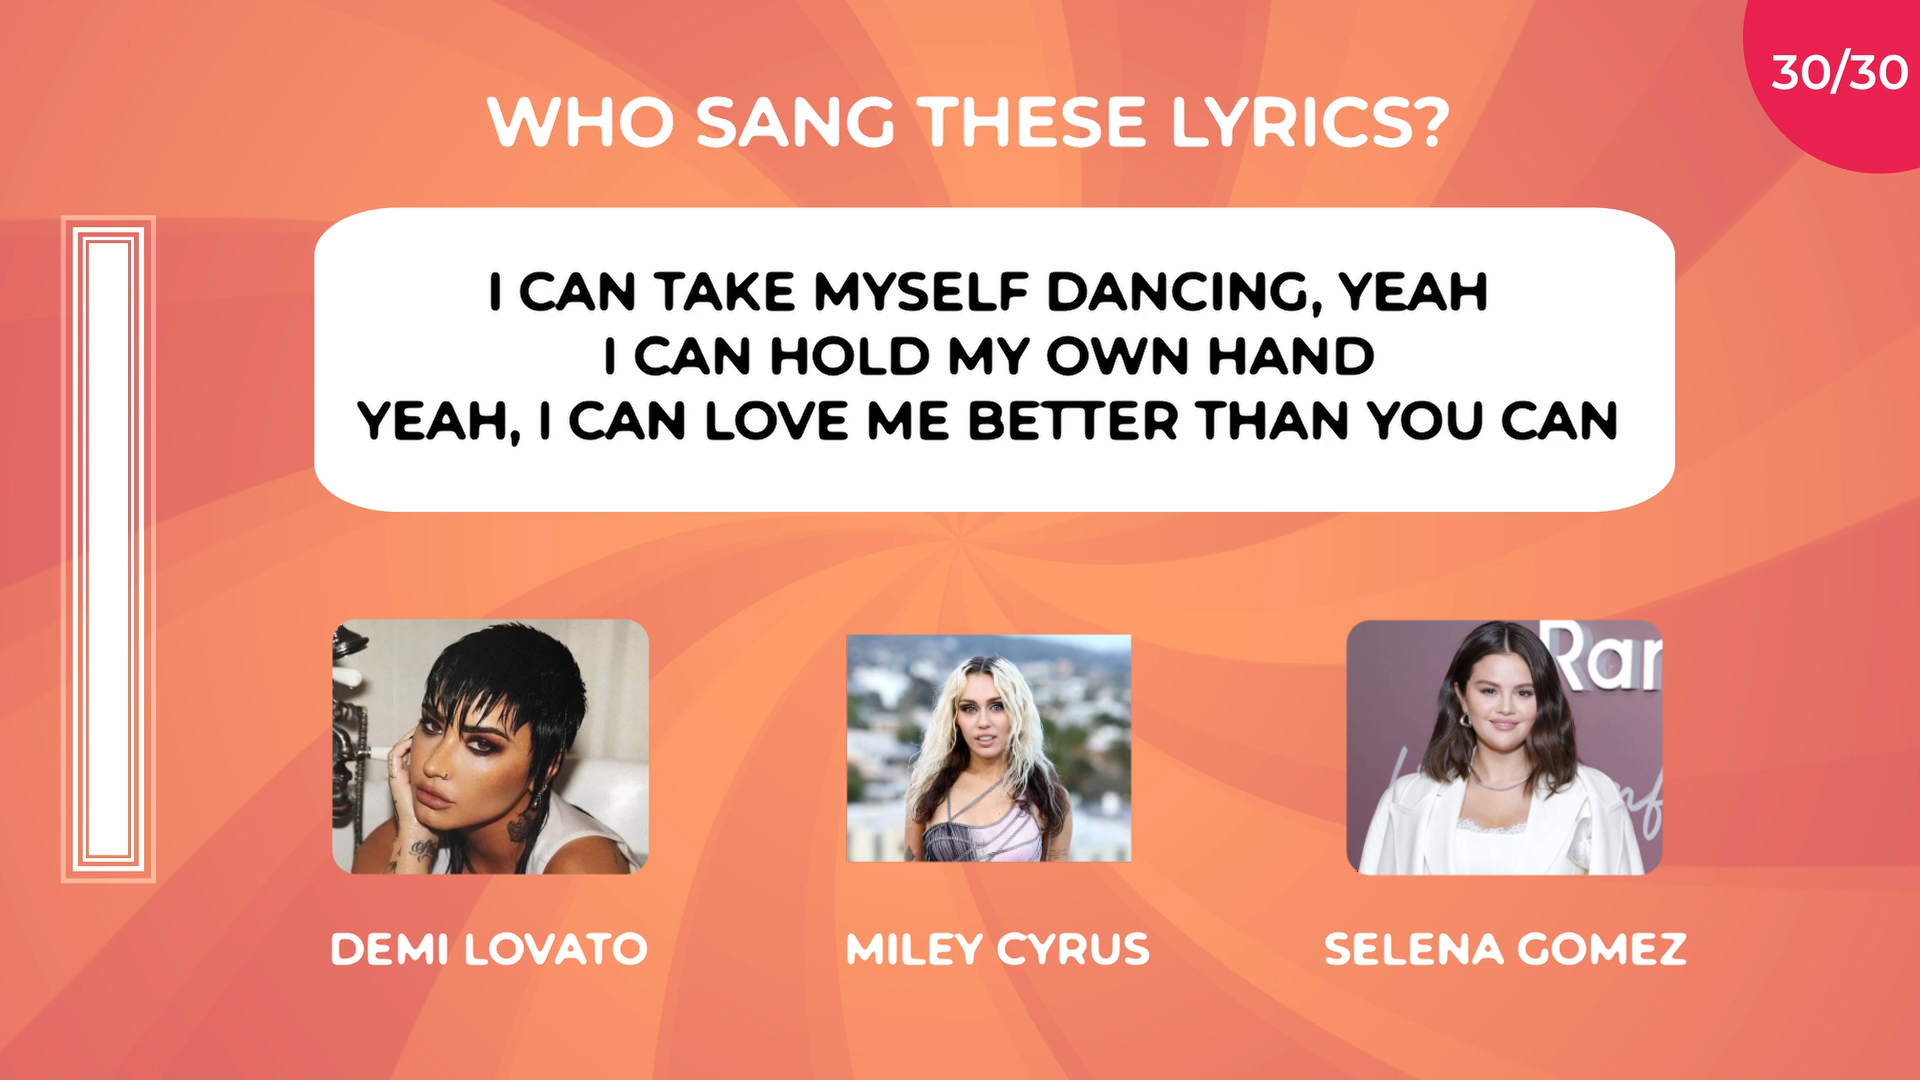 30/30
WHO SANG THESE LYRICS?
I CAN TAKE MYSELF DANCING, YEAH
I CAN HOLD MY OWN HAND
YEAH, I CAN LOVE ME BETTER THAN YOU CAN
Rar
DEMI LOVATO
MILEY CYRUS
SELENA GOMEZ